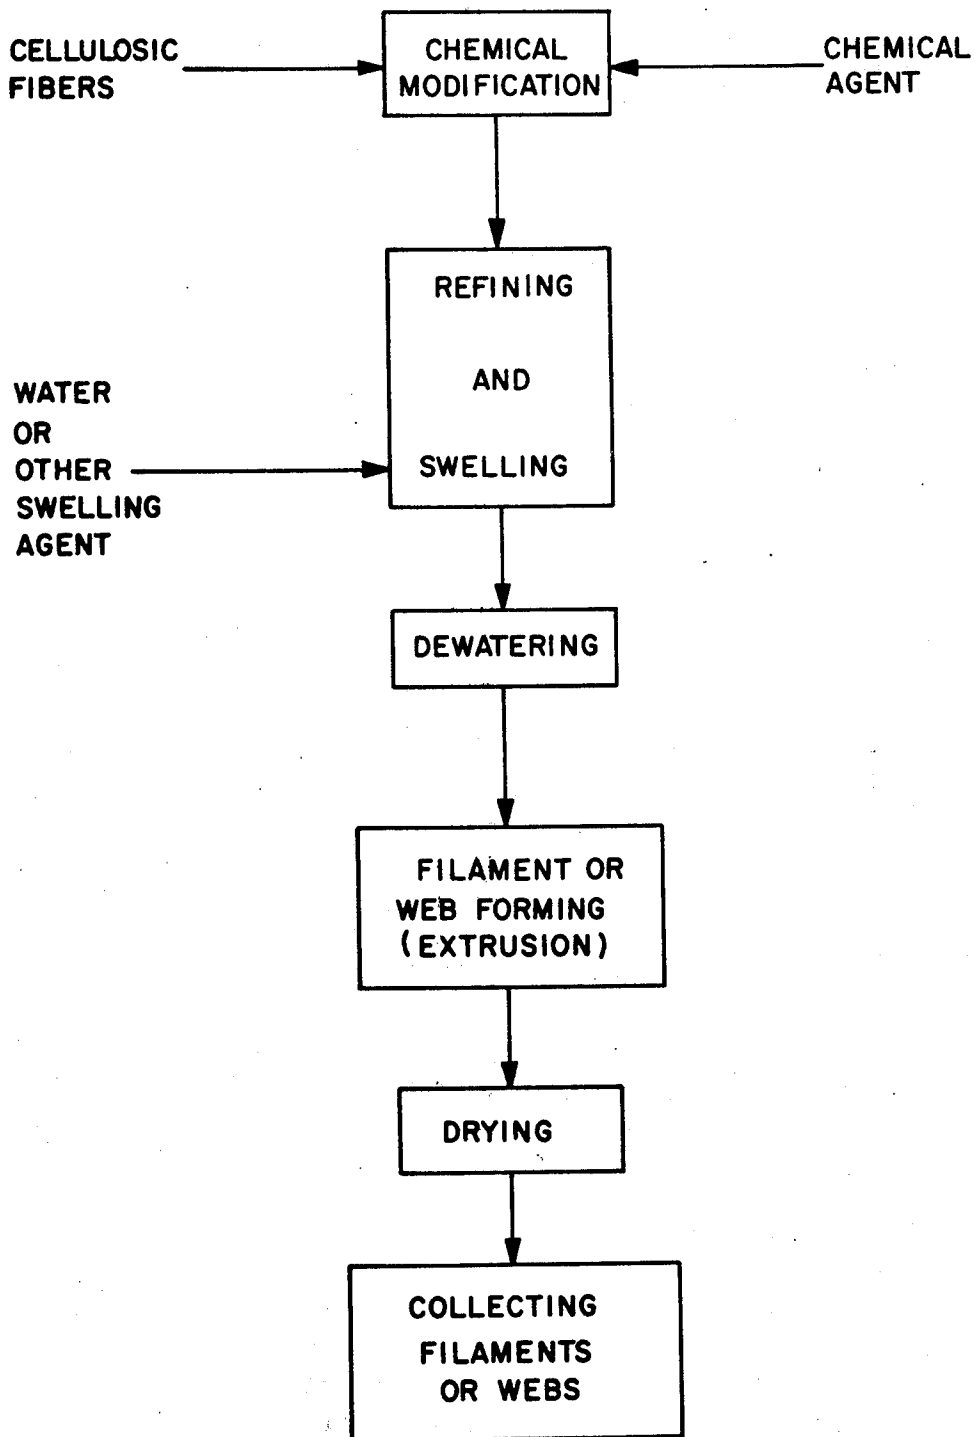 CELLULOSIC
FIBERS
CHEMICAL
MODIFICATION
CHEMICAL
AGENT
REFINING
AND
SWELLING
WATER
OR
OTHER
SWELLING
AGENT
DEWATERING
FILAMENT OR
WEB FORMING
(EXTRUSION)
DRYING
COLLECTING
FILAMENTS
OR WEBS